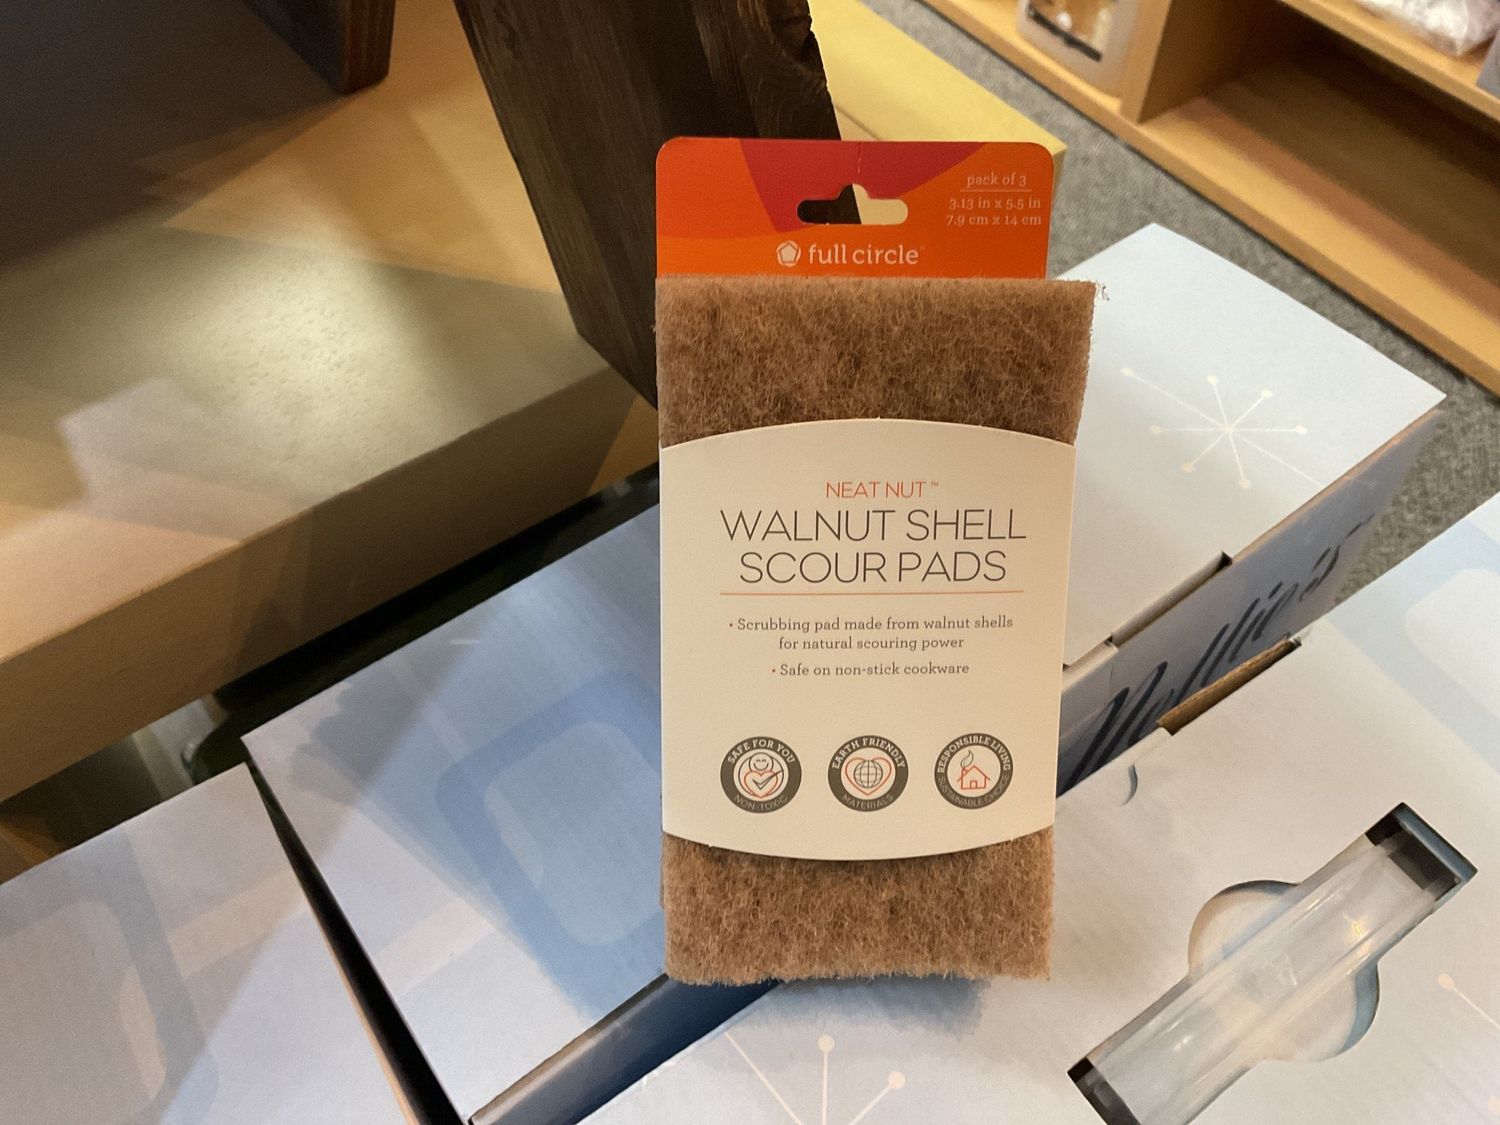 pack of 3
3.13 in x 5.5 in
7.9 cm x 14 cm
full circle
NEAT NUT™
WALNUT SHELL
SCOUR PADS
• Scrubbing pad made from walnut shells
for natural scouring power
• Safe on non-stick cookware
SAFE FOR YOU
NON-TOXIC
EARTH FRIENDLY
MATERIALS
RESPONSIBLE LIVING
SUSTAINABLE CHOICE
Nellie's